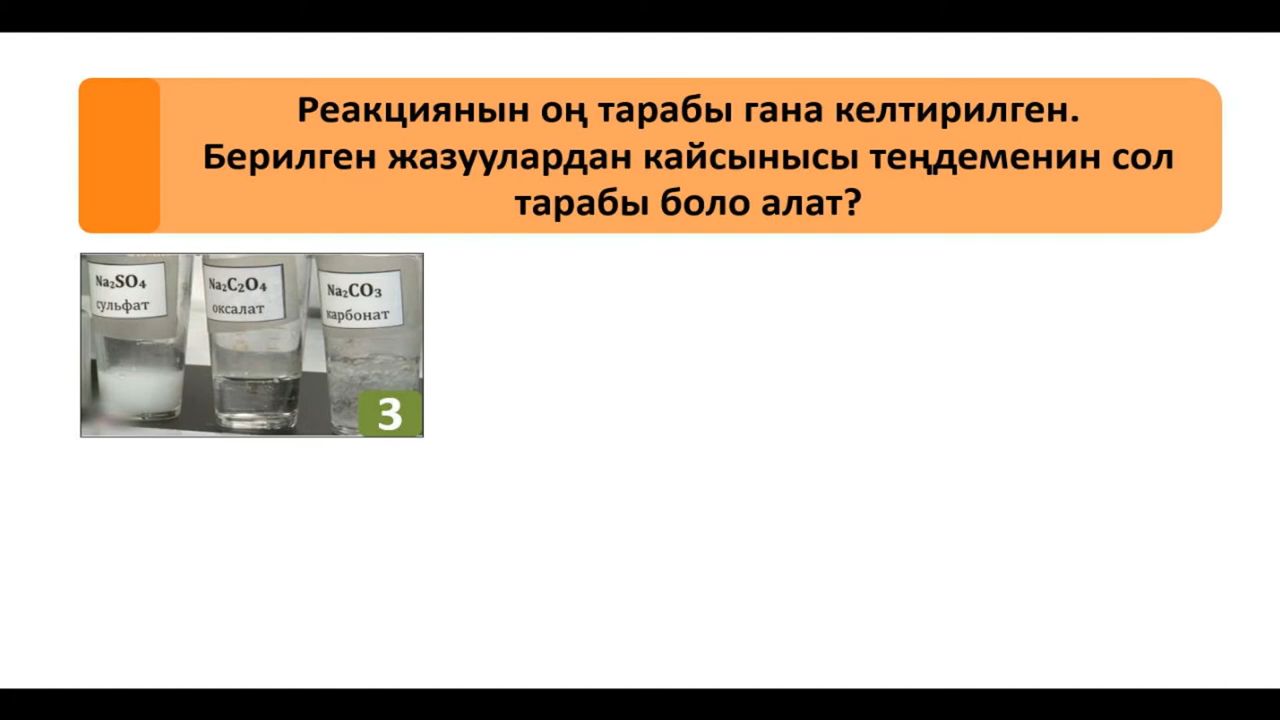 Реакциянын оң тарабы гана келтирилген.
Берилген жазуулардан кайсынысы теңдеменин сол
тарабы боло алат?
Na₂SO₄
сульфат
Na₂C₂O₄
оксалат
Na₂CO₃
карбонат
3